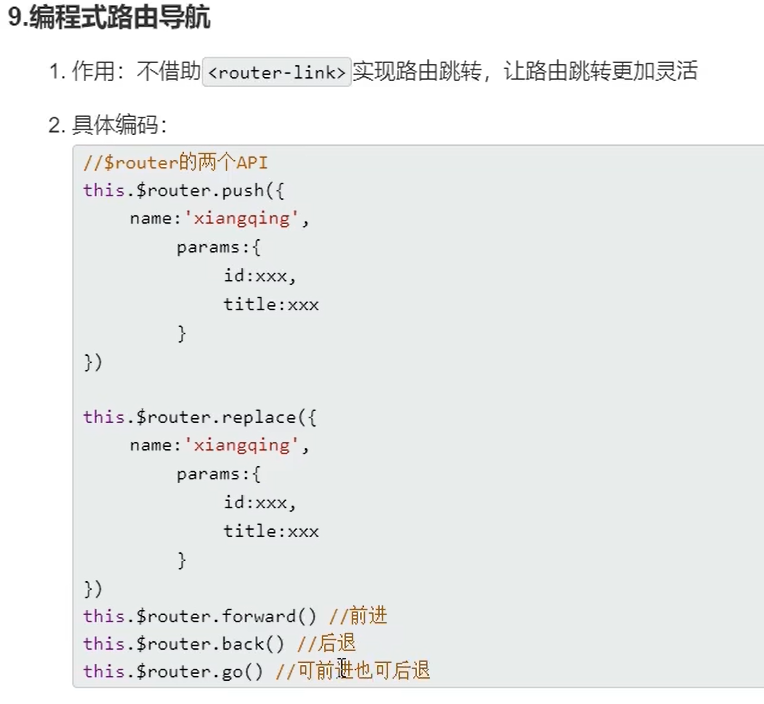 9.编程式路由导航
1. 作用：不借助<router-link>实现路由跳转，让路由跳转更加灵活
2. 具体编码：
//$router的两个API
this.$router.push({
name:'xiangqing',
params:{
id:xxx,
title:xxx
}
})
this.$router.replace({
name:'xiangqing',
params:{
id:xxx,
title:xxx
}
})
this.$router.forward() //前进
this.$router.back() //后退
this.$router.go() //可前进也可后退